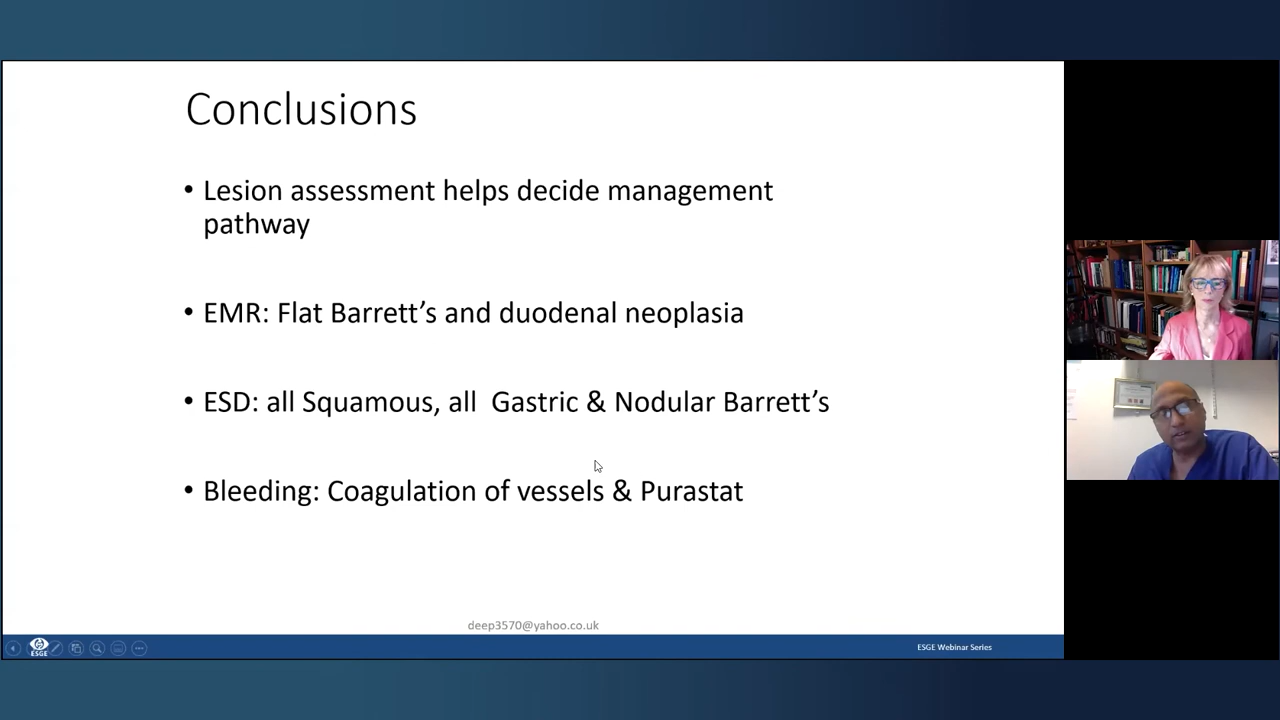 Conclusions
• Lesion assessment helps decide management
pathway
• EMR: Flat Barrett’s and duodenal neoplasia
• ESD: all Squamous, all  Gastric & Nodular Barrett’s
• Bleeding: Coagulation of vessels & Purastat
deep3570@yahoo.co.uk
ESGE
ESGE Webinar Series